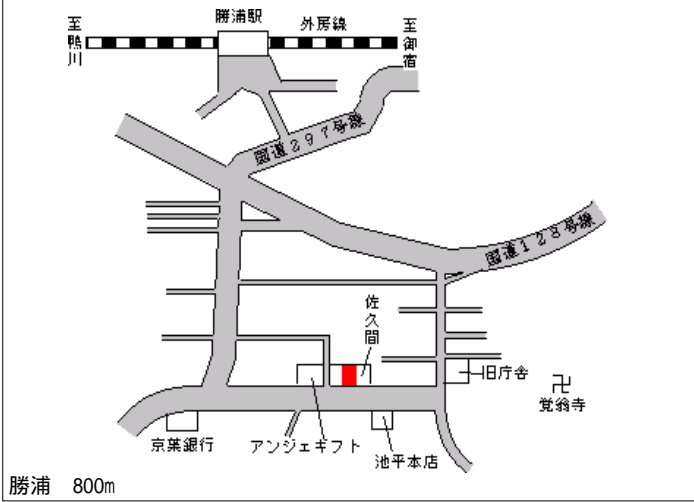 勝浦駅
外房線
至鴨川
至御宿
国道297号線
国道128号線
佐久間
旧庁舎
卍
覚翁寺
京葉銀行
アンジェギフト
池平本店
勝浦 800m